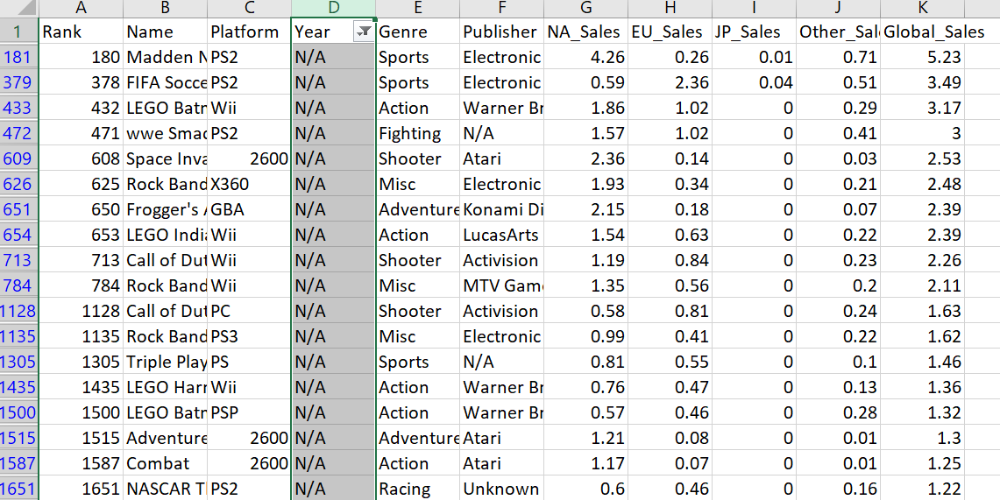 A B C D E F G H I J K
1 Rank Name Platform Year Genre Publisher NA_Sales EU_Sales JP_Sales Other_Sal Global_Sales
181 180 Madden N PS2 N/A Sports Electronic 4.26 0.26 0.01 0.71 5.23
379 378 FIFA Socce PS2 N/A Sports Electronic 0.59 2.36 0.04 0.51 3.49
433 432 LEGO Batm Wii N/A Action Warner Br 1.86 1.02 0 0.29 3.17
472 471 wwe Smac PS2 N/A Fighting N/A 1.57 1.02 0 0.41 3
609 608 Space Inva 2600 N/A Shooter Atari 2.36 0.14 0 0.03 2.53
626 625 Rock Band X360 N/A Misc Electronic 1.93 0.34 0 0.21 2.48
651 650 Frogger's A GBA N/A Adventure Konami Di 2.15 0.18 0 0.07 2.39
654 653 LEGO India Wii N/A Action LucasArts 1.54 0.63 0 0.22 2.39
713 713 Call of Dut Wii N/A Shooter Activision 1.19 0.84 0 0.23 2.26
784 784 Rock Band Wii N/A Misc MTV Game 1.35 0.56 0 0.2 2.11
1128 1128 Call of Dut PC N/A Shooter Activision 0.58 0.81 0 0.24 1.63
1135 1135 Rock Band PS3 N/A Misc Electronic 0.99 0.41 0 0.22 1.62
1305 1305 Triple Play PS N/A Sports N/A 0.81 0.55 0 0.1 1.46
1435 1435 LEGO Harr Wii N/A Action Warner Br 0.76 0.47 0 0.13 1.36
1500 1500 LEGO Batm PSP N/A Action Warner Br 0.57 0.46 0 0.28 1.32
1515 1515 Adventure 2600 N/A Adventure Atari 1.21 0.08 0 0.01 1.3
1587 1587 Combat 2600 N/A Action Atari 1.17 0.07 0 0.01 1.25
1651 1651 NASCAR T PS2 N/A Racing Unknown 0.6 0.46 0 0.16 1.22